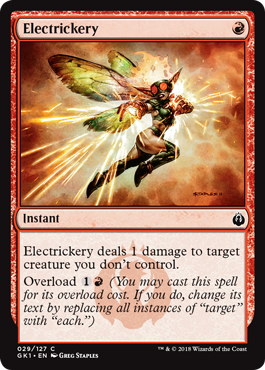 Electrickery
STAPLES
Instant
Electrickery deals 1 damage to target
creature you don't control.
Overload 1 (You may cast this spell
for its overload cost. If you do, change its
text by replacing all instances of "target"
with "each.")
029/127 C
GK1 • EN GREG STAPLES
™ & © 2018 Wizards of the Coast